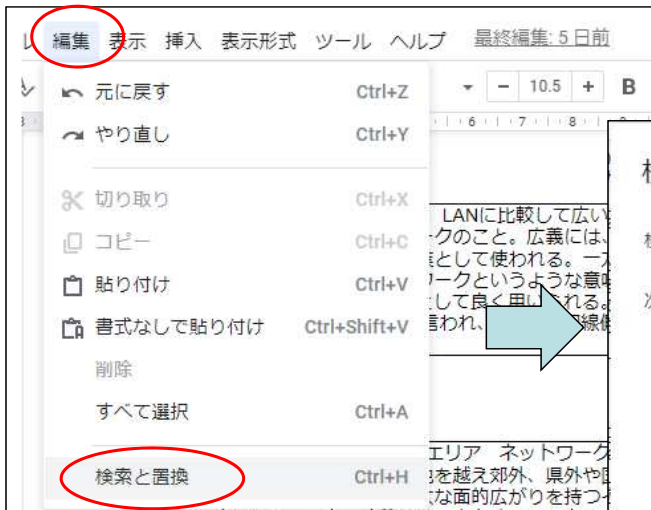 編集 表示 挿入 表示形式 ツール ヘルプ 最終編集: 5 日前
元に戻す Ctrl+Z
- 10.5 + B
やり直し Ctrl+Y
6 7 8
切り取り Ctrl+X
LANに比較して広い
コピー Ctrl+C
クのこと。広義には、
として使われる。一
貼り付け Ctrl+V
ークというような意味
して良く用いられる。
書式なしで貼り付け Ctrl+Shift+V
言われ、
線
削除
すべて選択 Ctrl+A
エリア ネットワーク
検索と置換 Ctrl+H
を越え郊外、県外や
な面的広がりを持つ